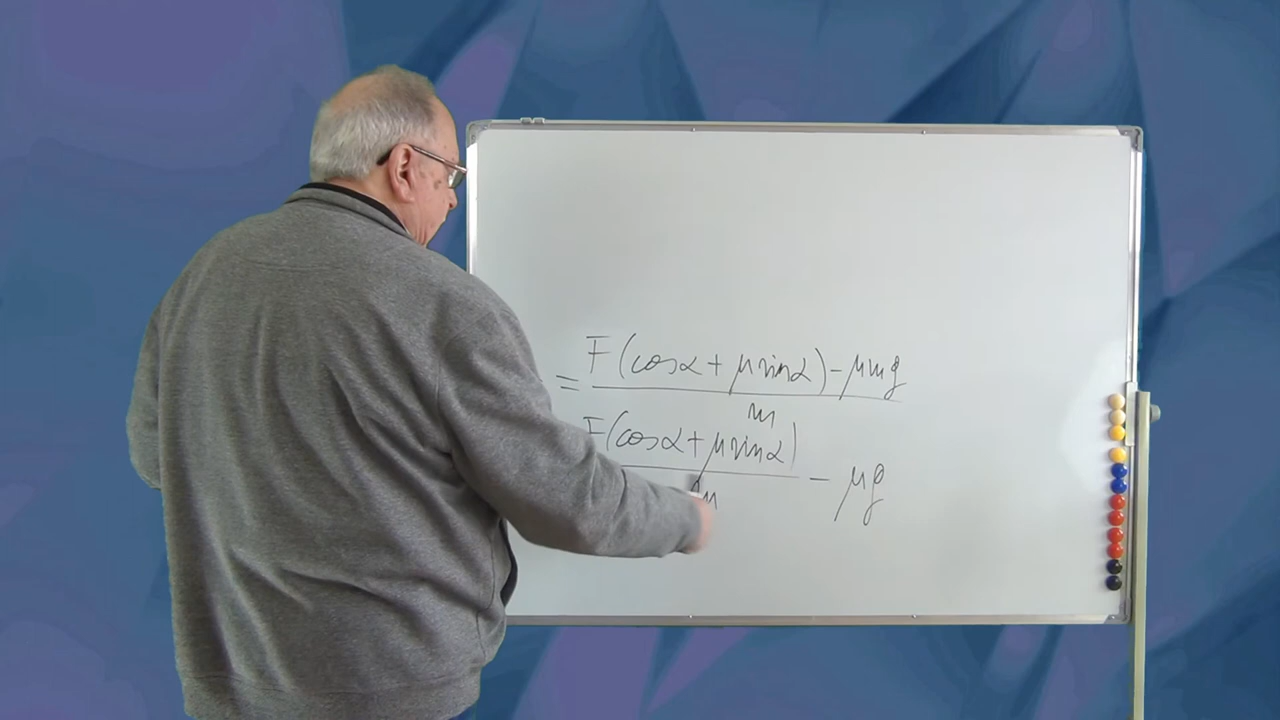 = F(cosα + μsinα) - μmg
m
F(cosα + μsinα)
- μg
m